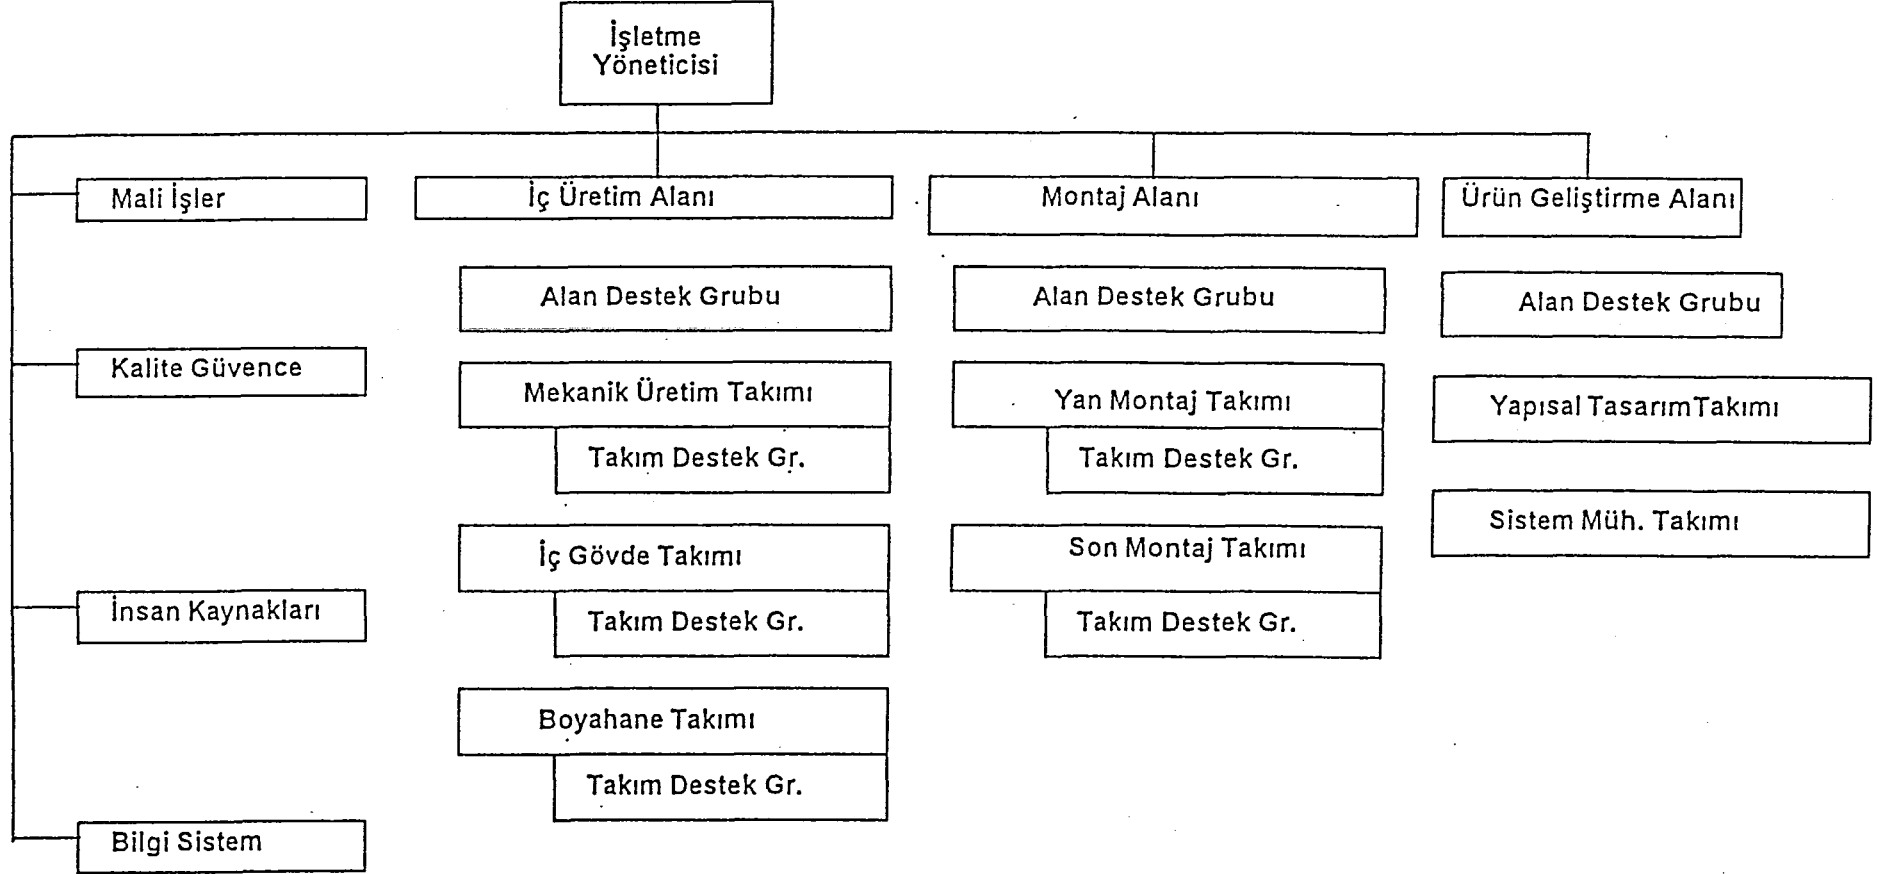 İşletme
Yöneticisi
Mali İşler
Kalite Güvence
İnsan Kaynakları
Bilgi Sistem
İç Üretim Alanı
Alan Destek Grubu
Mekanik Üretim Takımı
Takım Destek Gr.
İç Gövde Takımı
Takım Destek Gr.
Boyahane Takımı
Takım Destek Gr.
Montaj Alanı
Alan Destek Grubu
Yan Montaj Takımı
Takım Destek Gr.
Son Montaj Takımı
Takım Destek Gr.
Ürün Geliştirme Alanı
Alan Destek Grubu
Yapısal TasarımTakımı
Sistem Müh. Takımı